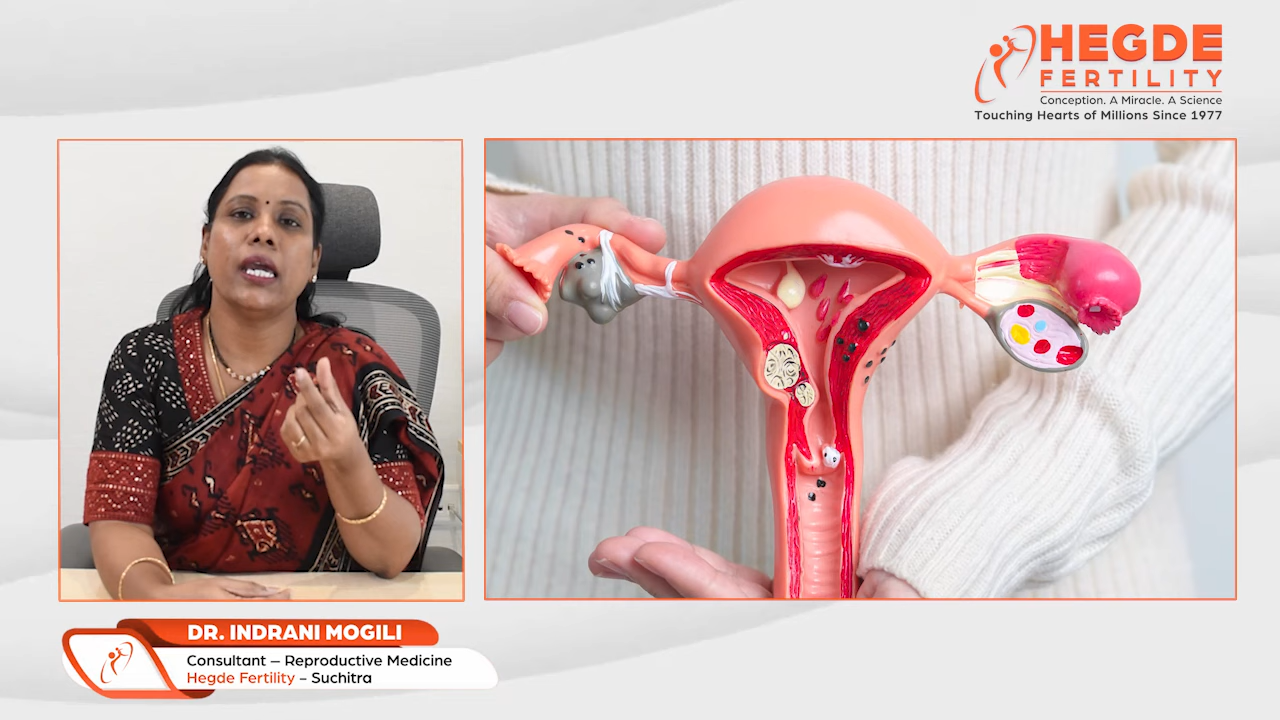 HEGDE
FERTILITY
Conception. A Miracle. A Science
Touching Hearts of Millions Since 1977
DR. INDRANI MOGILI
Consultant – Reproductive Medicine
Hegde Fertility - Suchitra